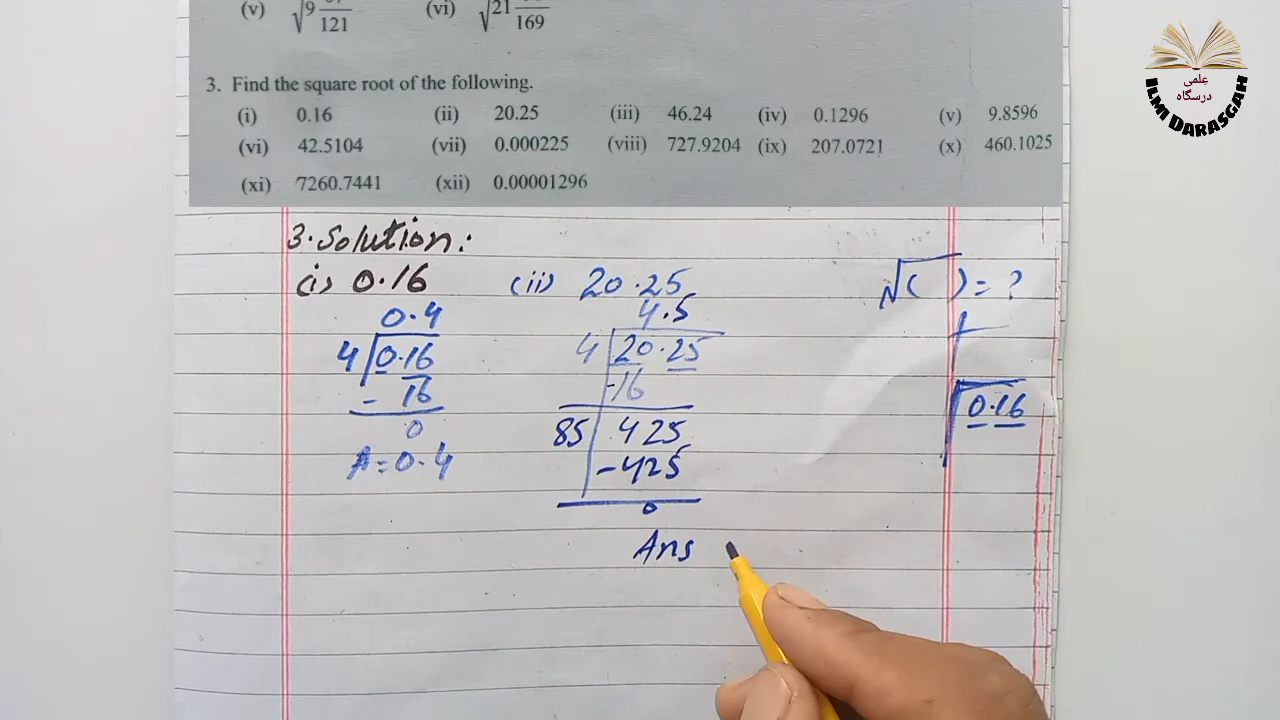 (v) √9 /121 (vi) √21 /169
3. Find the square root of the following.
(i) 0.16 (ii) 20.25 (iii) 46.24 (iv) 0.1296 (v) 9.8596
(vi) 42.5104 (vii) 0.000225 (viii) 727.9204 (ix) 207.0721 (x) 460.1025
(xi) 7260.7441 (xii) 0.00001296
علمی
درسگاہ
ILM DARASGAH
3. Solution:
(i) 0.16
0.4
4 0.16
- 16
0
A = 0.4
(ii) 20.25
4.5
4 20.25
-16
85 425
-425
0
Ans
√( ) = ?
0.16